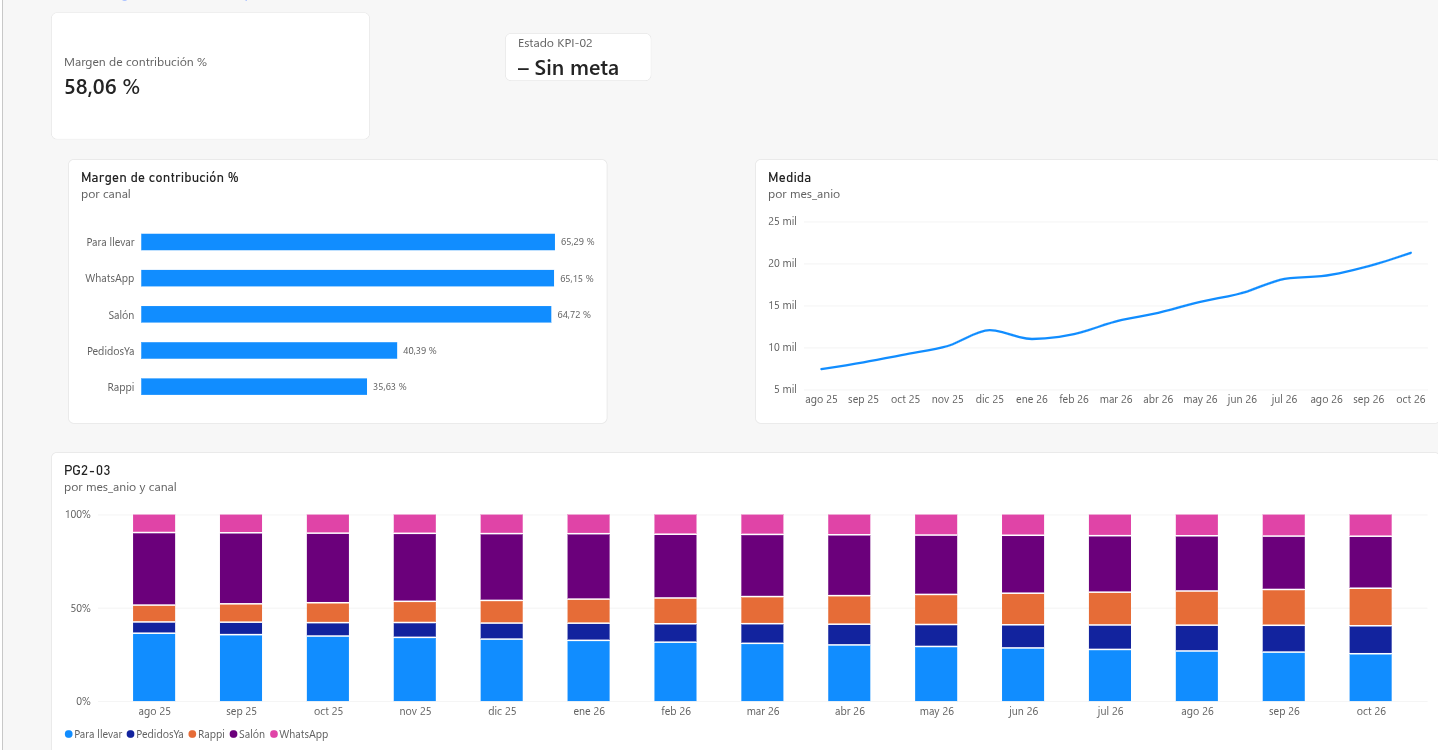 Margen de contribución %
58,06 %
Estado KPI-02
– Sin meta
Margen de contribución %
por canal
Para llevar 65,29 %
WhatsApp 65,15 %
Salón 64,72 %
PedidosYa 40,39 %
Rappi 35,63 %
Medida
por mes_anio
25 mil
20 mil
15 mil
10 mil
5 mil
ago 25 sep 25 oct 25 nov 25 dic 25 ene 26 feb 26 mar 26 abr 26 may 26 jun 26 jul 26 ago 26 sep 26 oct 26
PG2-03
por mes_anio y canal
100%
50%
0%
ago 25 sep 25 oct 25 nov 25 dic 25 ene 26 feb 26 mar 26 abr 26 may 26 jun 26 jul 26 ago 26 sep 26 oct 26
Para llevar PedidosYa Rappi Salón WhatsApp